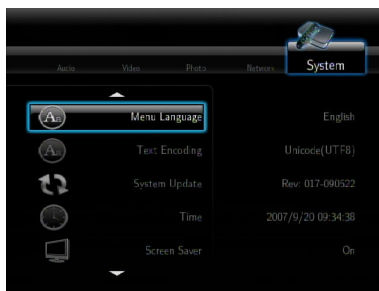 Audio Video Photo Network System
Menu Language English
Text Encoding Unicode(UTF8)
System Update Rev: 017-090522
Time 2007/9/20 09:34:38
Screen Saver On